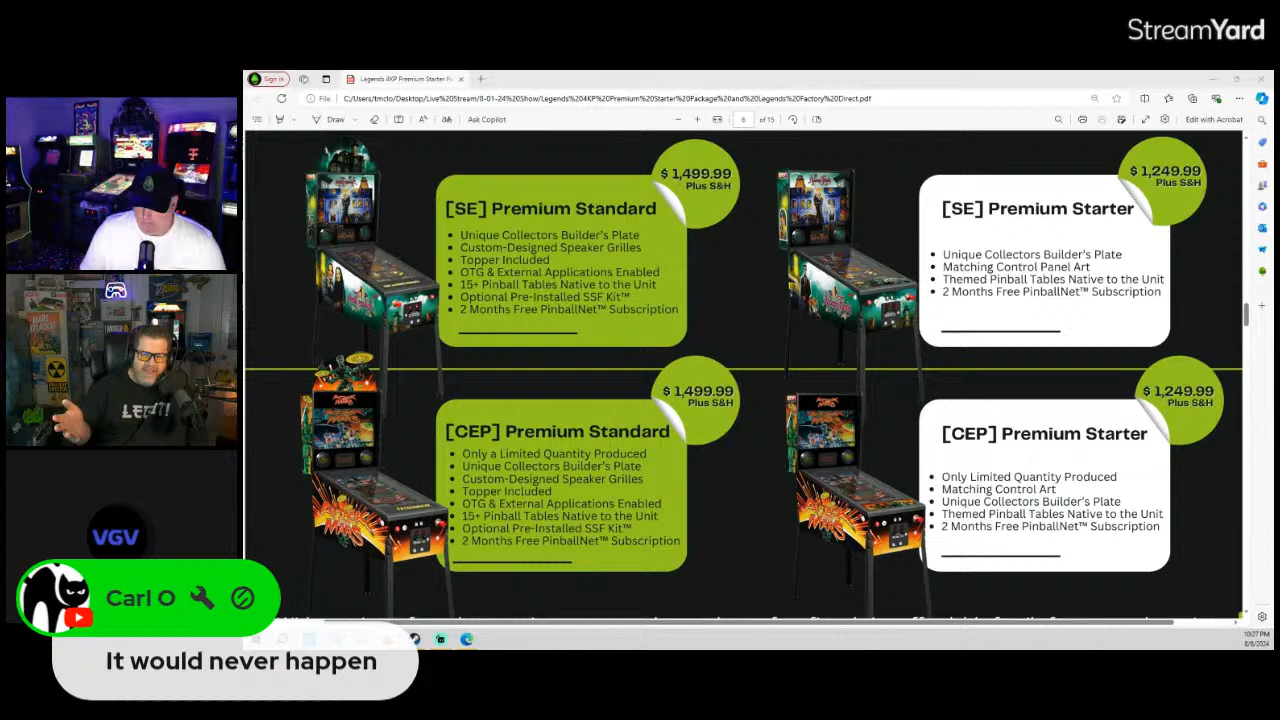 StreamYard
Sign in
Legends 4KP Premium Starter Pa
File
C:/Users/tmclo/Desktop/Live%20Stream/8-01-24%20Show/Legends%204KP%20Premium%20Starter%20Package%20and%20Legends%20Factory%20Direct.pdf
Draw
Ask Copilot
6
of 15
Edit with Acrobat
$ 1,499.99
Plus S&H
[SE] Premium Standard
Unique Collectors Builder's Plate
Custom-Designed Speaker Grilles
Topper Included
OTG & External Applications Enabled
15+ Pinball Tables Native to the Unit
Optional Pre-Installed SSF Kit™
2 Months Free PinballNet™ Subscription
$ 1,249.99
Plus S&H
[SE] Premium Starter
Unique Collectors Builder's Plate
Matching Control Panel Art
Themed Pinball Tables Native to the Unit
2 Months Free PinballNet™ Subscription
$ 1,499.99
Plus S&H
[CEP] Premium Standard
Only a Limited Quantity Produced
Unique Collectors Builder's Plate
Custom-Designed Speaker Grilles
Topper Included
OTG & External Applications Enabled
15+ Pinball Tables Native to the Unit
Optional Pre-Installed SSF Kit™
2 Months Free PinballNet™ Subscription
$ 1,249.99
Plus S&H
[CEP] Premium Starter
Only Limited Quantity Produced
Matching Control Art
Unique Collectors Builder's Plate
Themed Pinball Tables Native to the Unit
2 Months Free PinballNet™ Subscription
VGV
Carl O
It would never happen
10:27 PM
8/8/2024